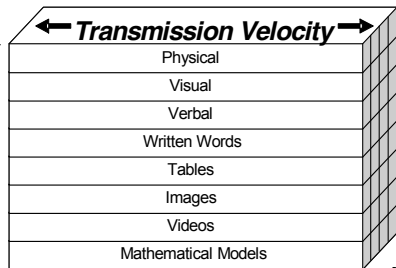 Transmission Velocity
Physical
Visual
Verbal
Written Words
Tables
Images
Videos
Mathematical Models